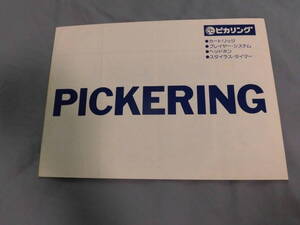 ピカリング
●カートリッジ
●プレイヤー・システム
●ヘッドホン
●スタイラス・タイマー
PICKERING